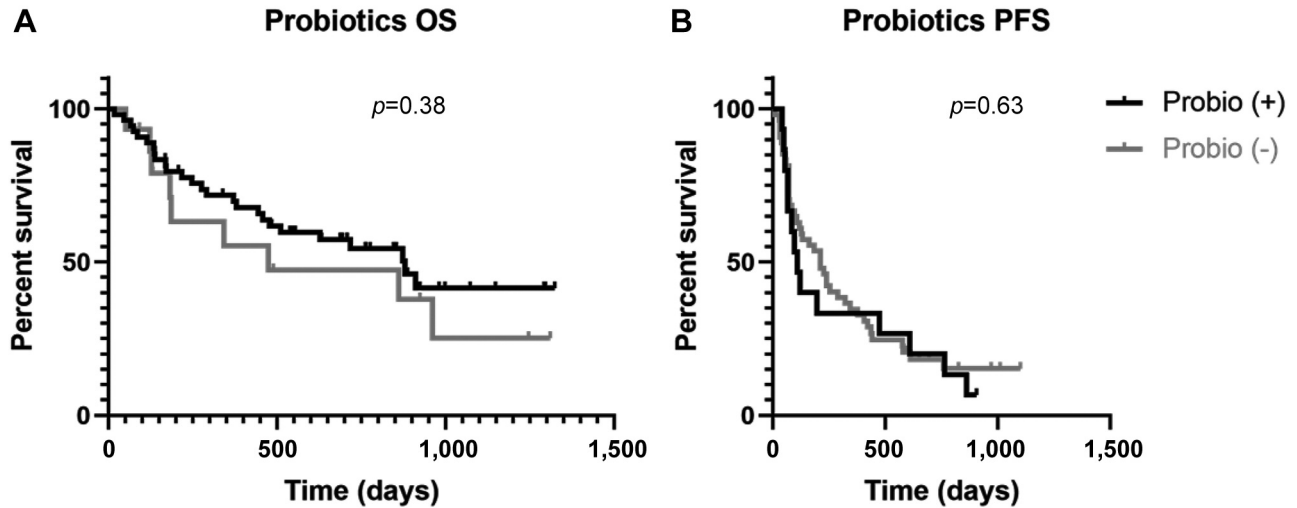 A
Probiotics OS
p=0.38
Percent survival
100
50
0
0
500
1,000
1,500
Time (days)
B
Probiotics PFS
p=0.63
Percent survival
100
50
0
0
500
1,000
1,500
Time (days)
Probio (+)
Probio (-)